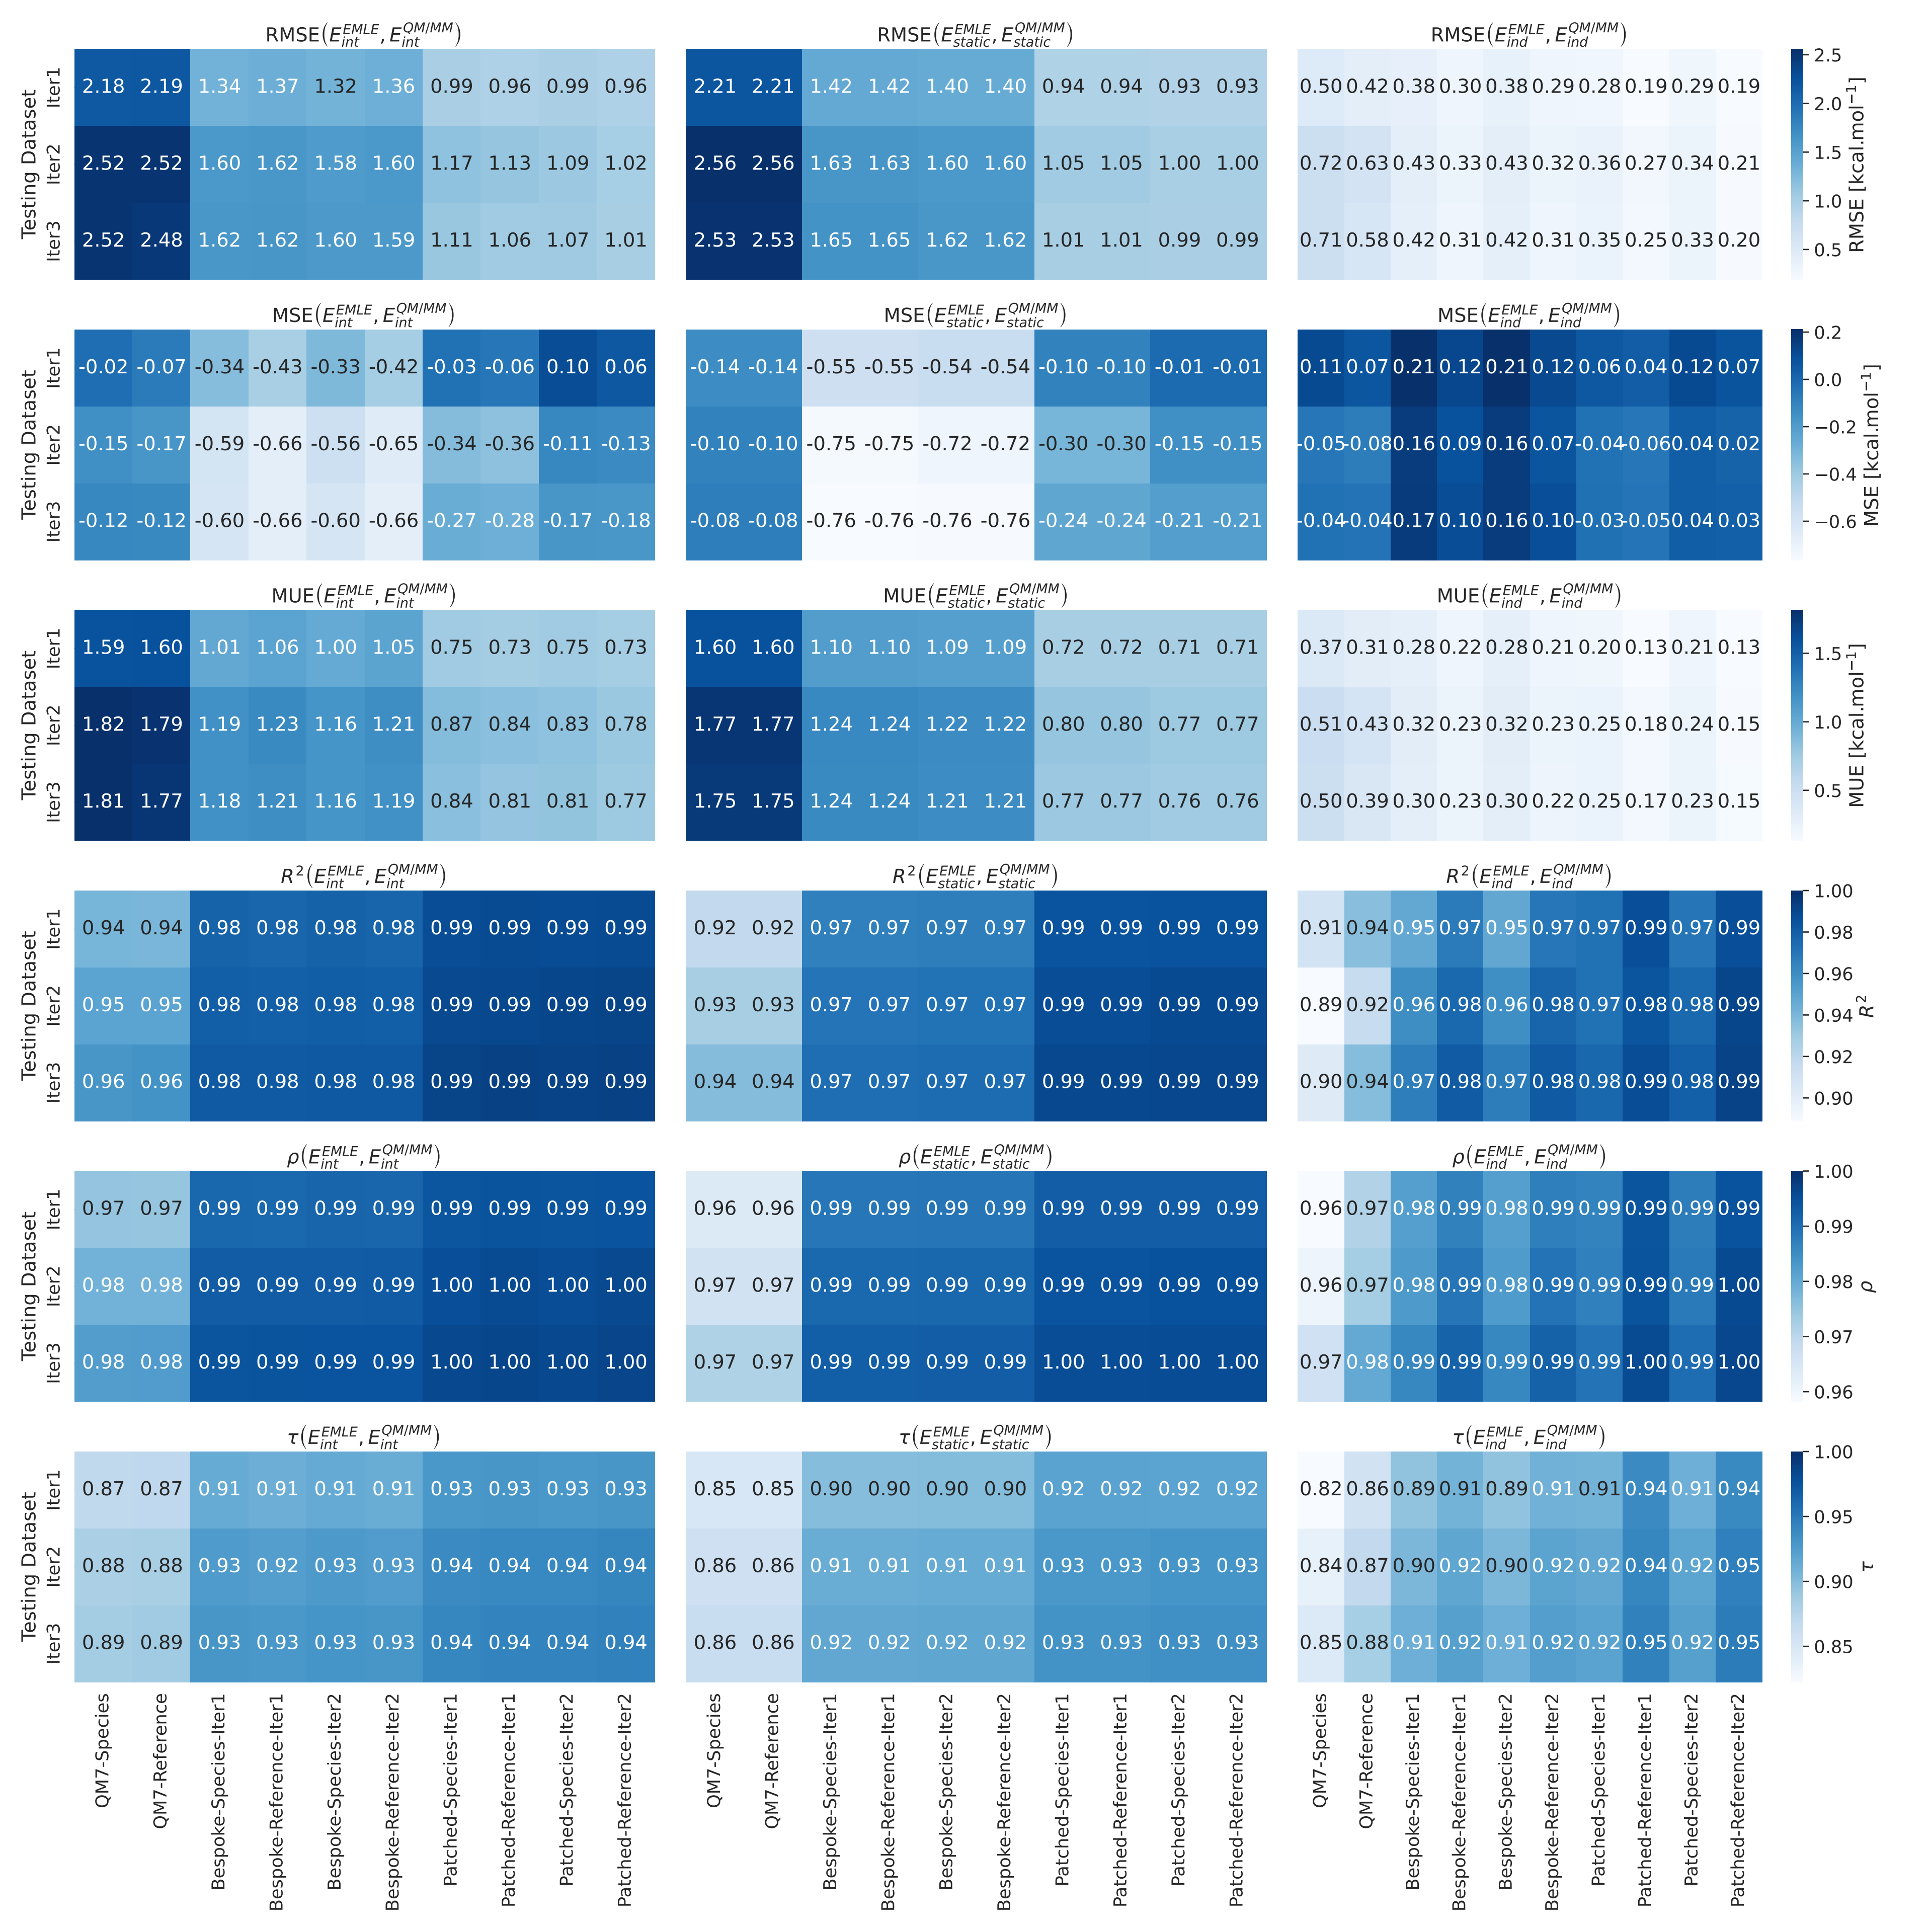 RMSE(E_int^EMLE, E_int^QM/MM) RMSE(E_static^EMLE, E_static^QM/MM) RMSE(E_ind^EMLE, E_ind^QM/MM)
Testing Dataset
Iter1 2.18 2.19 1.34 1.37 1.32 1.36 0.99 0.96 0.99 0.96 2.21 2.21 1.42 1.42 1.40 1.40 0.94 0.94 0.93 0.93 0.50 0.42 0.38 0.30 0.38 0.29 0.28 0.19 0.29 0.19
Iter2 2.52 2.52 1.60 1.62 1.58 1.60 1.17 1.13 1.09 1.02 2.56 2.56 1.63 1.63 1.60 1.60 1.05 1.05 1.00 1.00 0.72 0.63 0.43 0.33 0.43 0.32 0.36 0.27 0.34 0.21
Iter3 2.52 2.48 1.62 1.62 1.60 1.59 1.11 1.06 1.07 1.01 2.53 2.53 1.65 1.65 1.62 1.62 1.01 1.01 0.99 0.99 0.71 0.58 0.42 0.31 0.42 0.31 0.35 0.25 0.33 0.20
2.5
2.0
1.5
1.0
0.5
RMSE [kcal.mol⁻¹]
MSE(E_int^EMLE, E_int^QM/MM) MSE(E_static^EMLE, E_static^QM/MM) MSE(E_ind^EMLE, E_ind^QM/MM)
Testing Dataset
Iter1 -0.02 -0.07 -0.34 -0.43 -0.33 -0.42 -0.03 -0.06 0.10 0.06 -0.14 -0.14 -0.55 -0.55 -0.54 -0.54 -0.10 -0.10 -0.01 -0.01 0.11 0.07 0.21 0.12 0.21 0.12 0.06 0.04 0.12 0.07
Iter2 -0.15 -0.17 -0.59 -0.66 -0.56 -0.65 -0.34 -0.36 -0.11 -0.13 -0.10 -0.10 -0.75 -0.75 -0.72 -0.72 -0.30 -0.30 -0.15 -0.15 -0.05 -0.08 0.16 0.09 0.16 0.07 -0.04 -0.06 0.04 0.02
Iter3 -0.12 -0.12 -0.60 -0.66 -0.60 -0.66 -0.27 -0.28 -0.17 -0.18 -0.08 -0.08 -0.76 -0.76 -0.76 -0.76 -0.24 -0.24 -0.21 -0.21 -0.04 -0.04 0.17 0.10 0.16 0.10 -0.03 -0.05 0.04 0.03
0.2
0.0
−0.2
−0.4
−0.6
MSE [kcal.mol⁻¹]
MUE(E_int^EMLE, E_int^QM/MM) MUE(E_static^EMLE, E_static^QM/MM) MUE(E_ind^EMLE, E_ind^QM/MM)
Testing Dataset
Iter1 1.59 1.60 1.01 1.06 1.00 1.05 0.75 0.73 0.75 0.73 1.60 1.60 1.10 1.10 1.09 1.09 0.72 0.72 0.71 0.71 0.37 0.31 0.28 0.22 0.28 0.21 0.20 0.13 0.21 0.13
Iter2 1.82 1.79 1.19 1.23 1.16 1.21 0.87 0.84 0.83 0.78 1.77 1.77 1.24 1.24 1.22 1.22 0.80 0.80 0.77 0.77 0.51 0.43 0.32 0.23 0.32 0.23 0.25 0.18 0.24 0.15
Iter3 1.81 1.77 1.18 1.21 1.16 1.19 0.84 0.81 0.81 0.77 1.75 1.75 1.24 1.24 1.21 1.21 0.77 0.77 0.76 0.76 0.50 0.39 0.30 0.23 0.30 0.22 0.25 0.17 0.23 0.15
1.5
1.0
0.5
MUE [kcal.mol⁻¹]
R²(E_int^EMLE, E_int^QM/MM) R²(E_static^EMLE, E_static^QM/MM) R²(E_ind^EMLE, E_ind^QM/MM)
Testing Dataset
Iter1 0.94 0.94 0.98 0.98 0.98 0.98 0.99 0.99 0.99 0.99 0.92 0.92 0.97 0.97 0.97 0.97 0.99 0.99 0.99 0.99 0.91 0.94 0.95 0.97 0.95 0.97 0.97 0.99 0.97 0.99
Iter2 0.95 0.95 0.98 0.98 0.98 0.98 0.99 0.99 0.99 0.99 0.93 0.93 0.97 0.97 0.97 0.97 0.99 0.99 0.99 0.99 0.89 0.92 0.96 0.98 0.96 0.98 0.97 0.98 0.98 0.99
Iter3 0.96 0.96 0.98 0.98 0.98 0.98 0.99 0.99 0.99 0.99 0.94 0.94 0.97 0.97 0.97 0.97 0.99 0.99 0.99 0.99 0.90 0.94 0.97 0.98 0.97 0.98 0.98 0.99 0.98 0.99
1.00
0.98
0.96
0.94
0.92
0.90
R²
ρ(E_int^EMLE, E_int^QM/MM) ρ(E_static^EMLE, E_static^QM/MM) ρ(E_ind^EMLE, E_ind^QM/MM)
Testing Dataset
Iter1 0.97 0.97 0.99 0.99 0.99 0.99 0.99 0.99 0.99 0.99 0.96 0.96 0.99 0.99 0.99 0.99 0.99 0.99 0.99 0.99 0.96 0.97 0.98 0.99 0.98 0.99 0.99 0.99 0.99 0.99
Iter2 0.98 0.98 0.99 0.99 0.99 0.99 1.00 1.00 1.00 1.00 0.97 0.97 0.99 0.99 0.99 0.99 0.99 0.99 0.99 0.99 0.96 0.97 0.98 0.99 0.98 0.99 0.99 0.99 0.99 1.00
Iter3 0.98 0.98 0.99 0.99 0.99 0.99 1.00 1.00 1.00 1.00 0.97 0.97 0.99 0.99 0.99 0.99 1.00 1.00 1.00 1.00 0.97 0.98 0.99 0.99 0.99 0.99 0.99 1.00 0.99 1.00
1.00
0.99
0.98
0.97
0.96
ρ
τ(E_int^EMLE, E_int^QM/MM) τ(E_static^EMLE, E_static^QM/MM) τ(E_ind^EMLE, E_ind^QM/MM)
Testing Dataset
Iter1 0.87 0.87 0.91 0.91 0.91 0.91 0.93 0.93 0.93 0.93 0.85 0.85 0.90 0.90 0.90 0.90 0.92 0.92 0.92 0.92 0.82 0.86 0.89 0.91 0.89 0.91 0.91 0.94 0.91 0.94
Iter2 0.88 0.88 0.93 0.92 0.93 0.93 0.94 0.94 0.94 0.94 0.86 0.86 0.91 0.91 0.91 0.91 0.93 0.93 0.93 0.93 0.84 0.87 0.90 0.92 0.90 0.92 0.92 0.94 0.92 0.95
Iter3 0.89 0.89 0.93 0.93 0.93 0.93 0.94 0.94 0.94 0.94 0.86 0.86 0.92 0.92 0.92 0.92 0.93 0.93 0.93 0.93 0.85 0.88 0.91 0.92 0.91 0.92 0.92 0.95 0.92 0.95
1.00
0.95
0.90
0.85
τ
QM7-Species
QM7-Reference
Bespoke-Species-Iter1
Bespoke-Reference-Iter1
Bespoke-Species-Iter2
Bespoke-Reference-Iter2
Patched-Species-Iter1
Patched-Reference-Iter1
Patched-Species-Iter2
Patched-Reference-Iter2
QM7-Species
QM7-Reference
Bespoke-Species-Iter1
Bespoke-Reference-Iter1
Bespoke-Species-Iter2
Bespoke-Reference-Iter2
Patched-Species-Iter1
Patched-Reference-Iter1
Patched-Species-Iter2
Patched-Reference-Iter2
QM7-Species
QM7-Reference
Bespoke-Species-Iter1
Bespoke-Reference-Iter1
Bespoke-Species-Iter2
Bespoke-Reference-Iter2
Patched-Species-Iter1
Patched-Reference-Iter1
Patched-Species-Iter2
Patched-Reference-Iter2